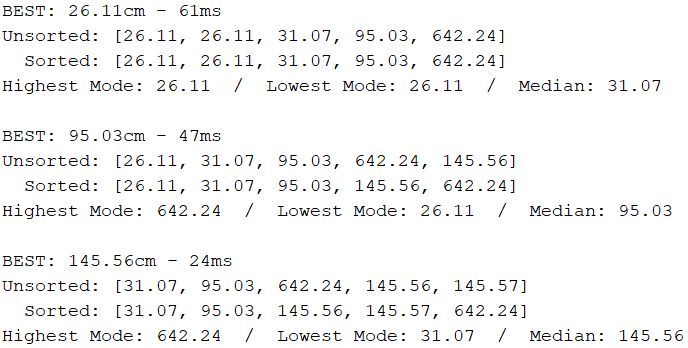 BEST: 26.11cm - 61ms
Unsorted: [26.11, 26.11, 31.07, 95.03, 642.24]
  Sorted: [26.11, 26.11, 31.07, 95.03, 642.24]
Highest Mode: 26.11  /  Lowest Mode: 26.11  /  Median: 31.07

BEST: 95.03cm - 47ms
Unsorted: [26.11, 31.07, 95.03, 642.24, 145.56]
  Sorted: [26.11, 31.07, 95.03, 145.56, 642.24]
Highest Mode: 642.24  /  Lowest Mode: 26.11  /  Median: 95.03

BEST: 145.56cm - 24ms
Unsorted: [31.07, 95.03, 642.24, 145.56, 145.57]
  Sorted: [31.07, 95.03, 145.56, 145.57, 642.24]
Highest Mode: 642.24  /  Lowest Mode: 31.07  /  Median: 145.56